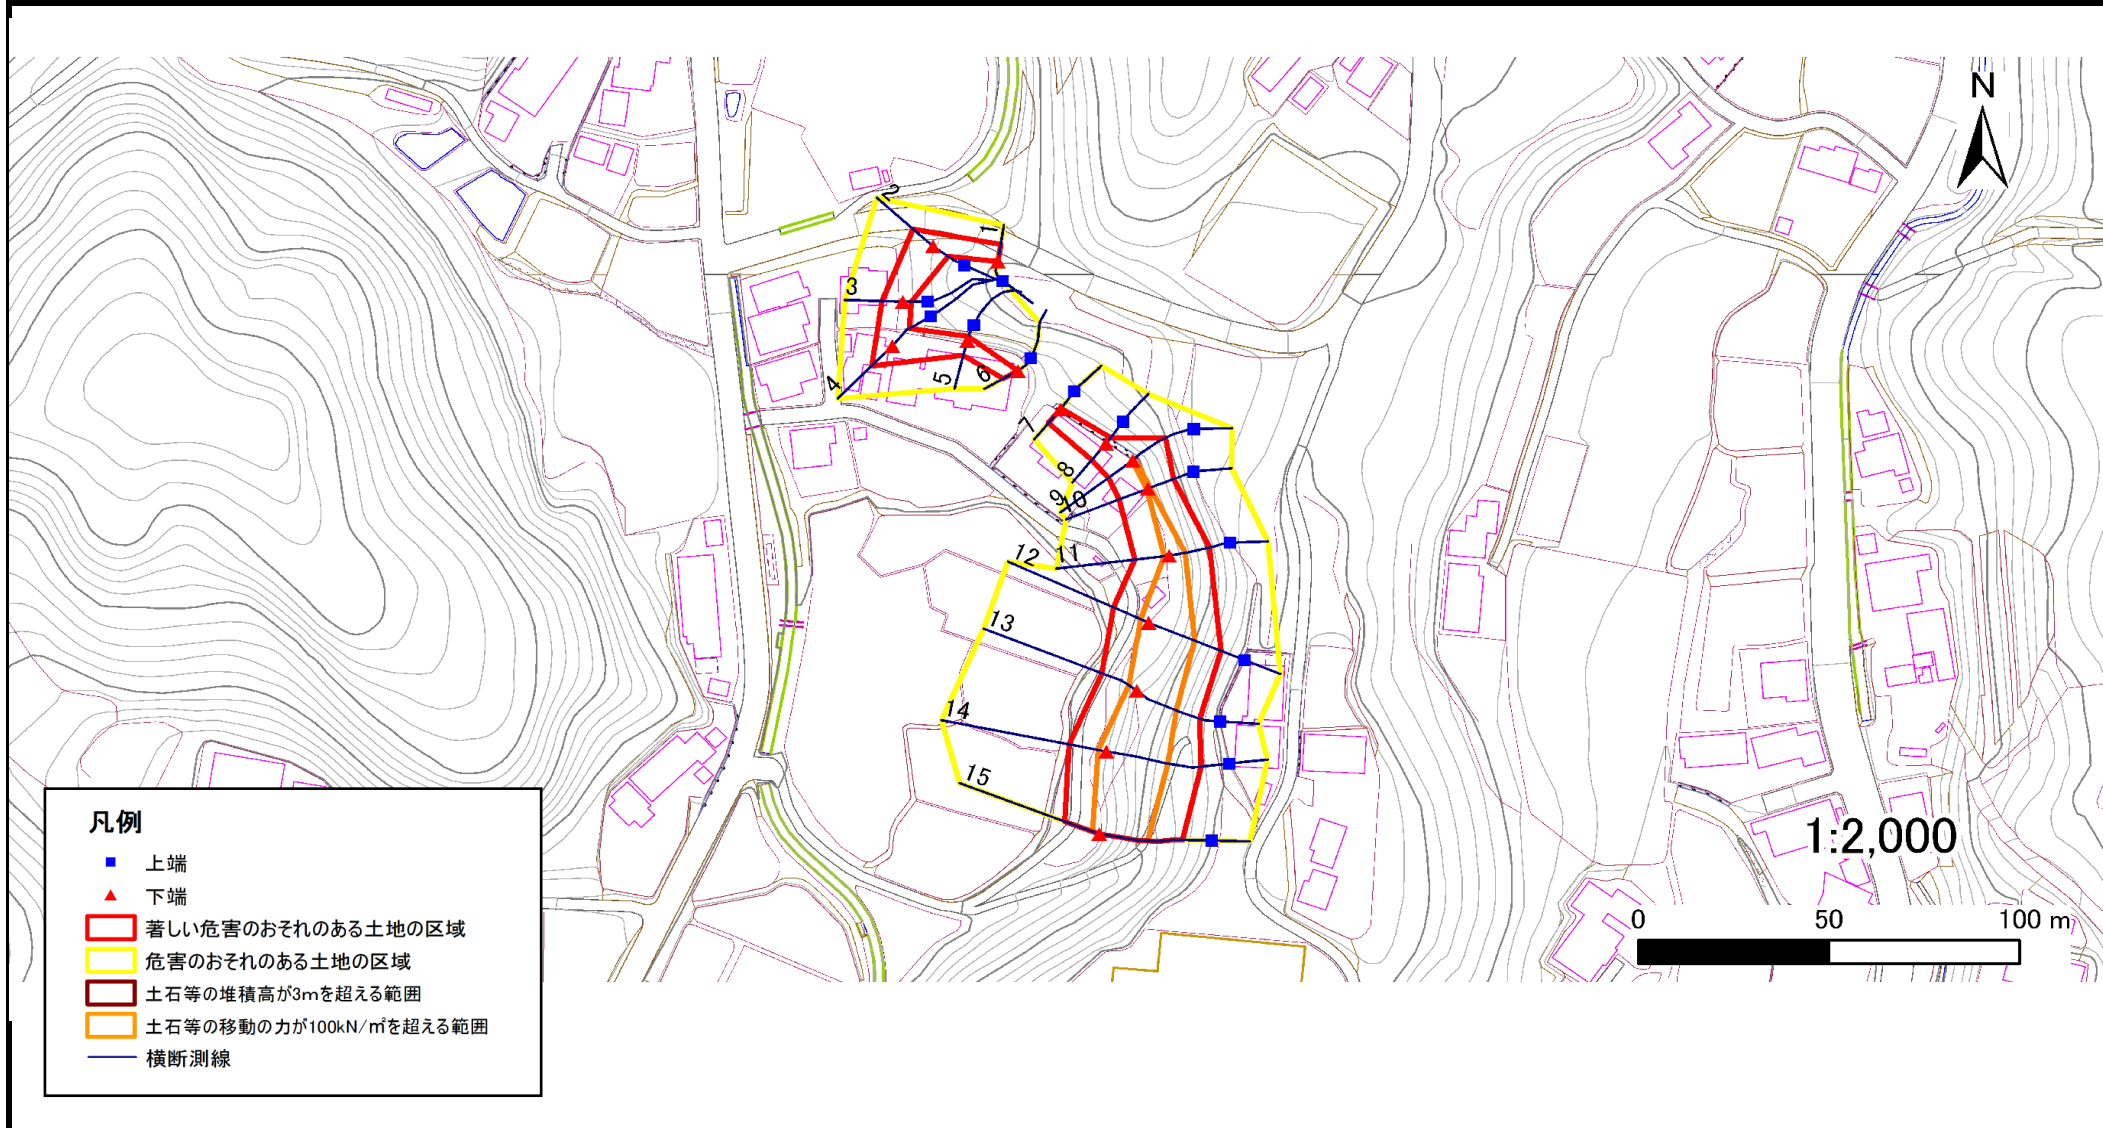 N
2
1
3
4
5
6
7
8
9
10
11
12
13
14
15
凡例
上端
下端
著しい危害のおそれのある土地の区域
危害のおそれのある土地の区域
土石等の堆積高が3mを超える範囲
土石等の移動の力が100kN/㎡を超える範囲
横断測線
1:2,000
0 50 100 m